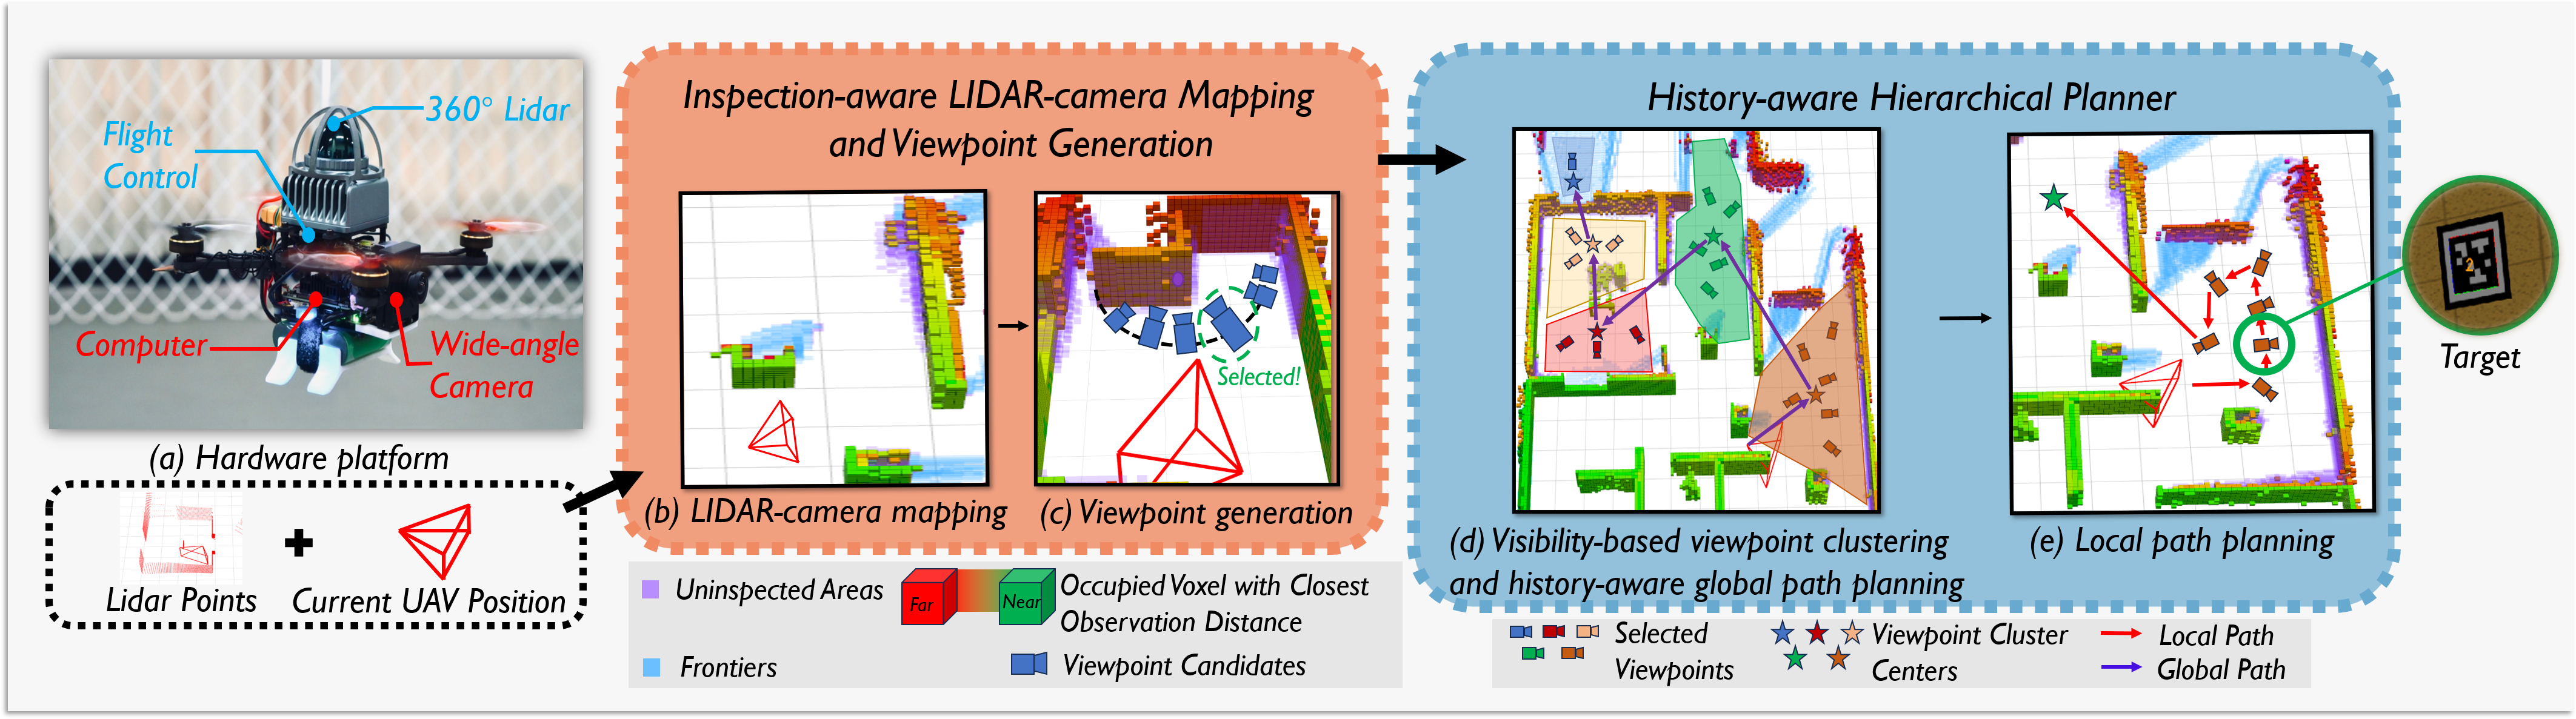 360° Lidar
Flight
Control
Computer
Wide-angle
Camera
(a) Hardware platform
Lidar Points
Current UAV Position
Inspection-aware LIDAR-camera Mapping
and Viewpoint Generation
Selected!
(b) LIDAR-camera mapping
(c) Viewpoint generation
Uninspected Areas
Far
Near
Occupied Voxel with Closest
Observation Distance
Frontiers
Viewpoint Candidates
History-aware Hierarchical Planner
(d) Visibility-based viewpoint clustering
and history-aware global path planning
(e) Local path planning
Selected
Viewpoints
Viewpoint Cluster
Centers
Local Path
Global Path
2
Target